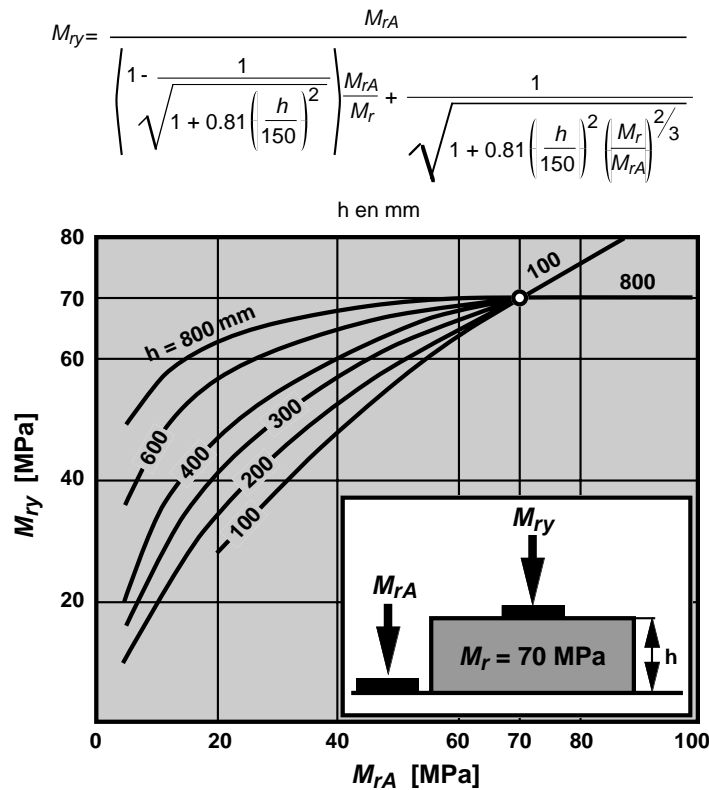 M_ry = M_rA / ( (1 - 1 / √(1 + 0.81 (h/150)^2)) M_rA/M_r + 1 / √(1 + 0.81 (h/150)^2 (M_r/M_rA)^2/3) )
h en mm
80
70
60
40
20
0
20
40
60
70
80
100
M_ry [MPa]
M_rA [MPa]
h = 800 mm
600
400
300
200
100
100
800
M_ry
M_rA
M_r = 70 MPa
h